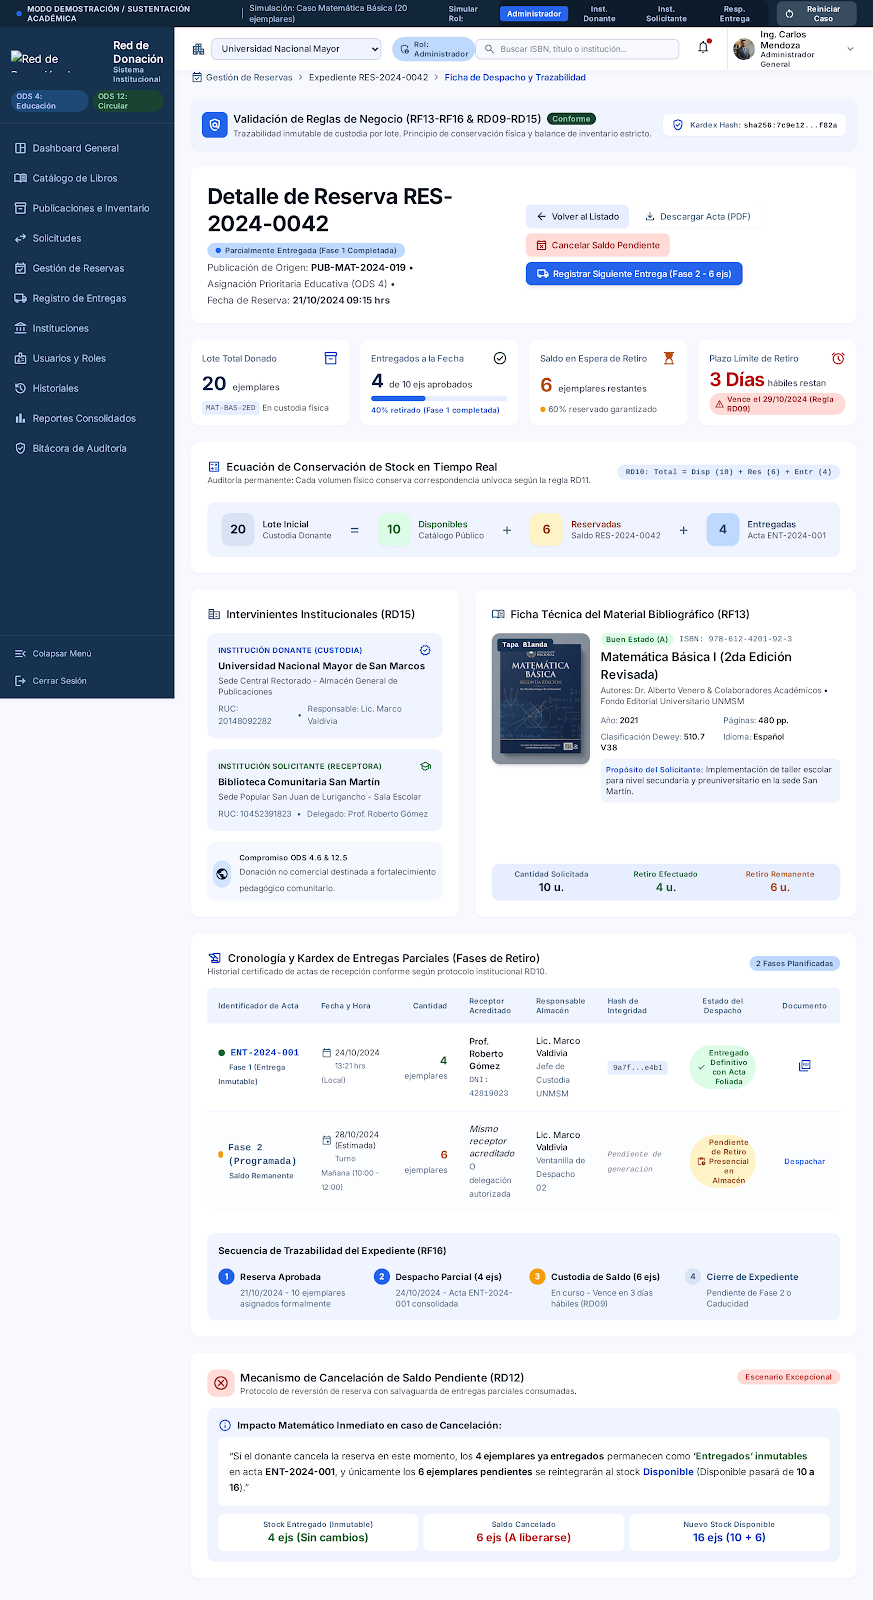 MODO DEMOSTRACIÓN / SUSTENTACIÓN ACADÉMICA
Simulación: Caso Matemática Básica (20 ejemplares)
Simular Rol:
Administrador
Inst. Donante
Inst. Solicitante
Resp. Entrega
Reiniciar Caso
Red de
Red de Donación
Sistema Institucional
ODS 4: Educación
ODS 12: Circular
Dashboard General
Catálogo de Libros
Publicaciones e Inventario
Solicitudes
Gestión de Reservas
Registro de Entregas
Instituciones
Usuarios y Roles
Historiales
Reportes Consolidados
Bitácora de Auditoría
Colapsar Menú
Cerrar Sesión
Universidad Nacional Mayor
Rol: Administrador
Buscar ISBN, título o institución...
Ing. Carlos Mendoza
Administrador General
Gestión de Reservas > Expediente RES-2024-0042 > Ficha de Despacho y Trazabilidad
Validación de Reglas de Negocio (RF13-RF16 & RD09-RD15)
Conforme
Trazabilidad inmutable de custodia por lote. Principio de conservación física y balance de inventario estricto.
Kardex Hash: sha256:7c9e12...f82a
Detalle de Reserva RES-2024-0042
Parcialmente Entregada (Fase 1 Completada)
Publicación de Origen: PUB-MAT-2024-019 •
Asignación Prioritaria Educativa (ODS 4) •
Fecha de Reserva: 21/10/2024 09:15 hrs
Volver al Listado
Descargar Acta (PDF)
Cancelar Saldo Pendiente
Registrar Siguiente Entrega (Fase 2 - 6 ejs)
Lote Total Donado
20 ejemplares
MAT-BAS-2ED En custodia física
Entregados a la Fecha
4 de 10 ejs aprobados
40% retirado (Fase 1 completada)
Saldo en Espera de Retiro
6 ejemplares restantes
60% reservado garantizado
Plazo Límite de Retiro
3 Días hábiles restan
Vence el 29/10/2024 (Regla RD09)
Ecuación de Conservación de Stock en Tiempo Real
Auditoría permanente: Cada volumen físico conserva correspondencia unívoca según la regla RD11.
RD10: Total = Disp (10) + Res (6) + Entr (4)
20
Lote Inicial
Custodia Donante
=
10
Disponibles
Catálogo Público
+
6
Reservadas
Saldo RES-2024-0042
+
4
Entregadas
Acta ENT-2024-001
Intervinientes Institucionales (RD15)
INSTITUCIÓN DONANTE (CUSTODIA)
Universidad Nacional Mayor de San Marcos
Sede Central Rectorado - Almacén General de Publicaciones
RUC: 20148092282 • Responsable: Lic. Marco Valdivia
INSTITUCIÓN SOLICITANTE (RECEPTORA)
Biblioteca Comunitaria San Martín
Sede Popular San Juan de Lurigancho - Sala Escolar
RUC: 10452391823 • Delegado: Prof. Roberto Gómez
Compromiso ODS 4.6 & 12.5
Donación no comercial destinada a fortalecimiento pedagógico comunitario.
Ficha Técnica del Material Bibliográfico (RF13)
Tapa Blanda
MATEMÁTICA BÁSICA
SEGUNDA EDICIÓN
Buen Estado (A)
ISBN: 978-612-4201-92-3
Matemática Básica I (2da Edición Revisada)
Autores: Dr. Alberto Venero & Colaboradores Académicos •
Fondo Editorial Universitario UNMSM
Año: 2021
Páginas: 480 pp.
Clasificación Dewey: 510.7 V38
Idioma: Español
Propósito del Solicitante: Implementación de taller escolar para nivel secundaria y preuniversitario en la sede San Martín.
Cantidad Solicitada
10 u.
Retiro Efectuado
4 u.
Retiro Remanente
6 u.
Cronología y Kardex de Entregas Parciales (Fases de Retiro)
Historial certificado de actas de recepción conforme según protocolo institucional RD10.
2 Fases Planificadas
Identificador de Acta
Fecha y Hora
Cantidad
Receptor Acreditado
Responsable Almacén
Hash de Integridad
Estado del Despacho
Documento
ENT-2024-001
Fase 1 (Entrega Inmutable)
24/10/2024
13:21 hrs (Local)
4 ejemplares
Prof. Roberto Gómez
DNI: 42819023
Lic. Marco Valdivia
Jefe de Custodia UNMSM
9a7f...e4b1
Entregado Definitivo con Acta Foliada
Fase 2 (Programada)
Saldo Remanente
28/10/2024 (Estimada)
Turno Mañana (10:00 - 12:00)
6 ejemplares
Mismo receptor acreditado
O delegación autorizada
Lic. Marco Valdivia
Ventanilla de Despacho 02
Pendiente de generación
Pendiente de Retiro Presencial en Almacén
Despachar
Secuencia de Trazabilidad del Expediente (RF16)
1 Reserva Aprobada
21/10/2024 - 10 ejemplares asignados formalmente
2 Despacho Parcial (4 ejs)
24/10/2024 - Acta ENT-2024-001 consolidada
3 Custodia de Saldo (6 ejs)
En curso - Vence en 3 días hábiles (RD09)
4 Cierre de Expediente
Pendiente de Fase 2 o Caducidad
Mecanismo de Cancelación de Saldo Pendiente (RD12)
Protocolo de reversión de reserva con salvaguarda de entregas parciales consumadas.
Escenario Excepcional
Impacto Matemático Inmediato en caso de Cancelación:
“Si el donante cancela la reserva en este momento, los 4 ejemplares ya entregados permanecen como ‘Entregados’ inmutables
en acta ENT-2024-001, y únicamente los 6 ejemplares pendientes se reintegrarán al stock Disponible (Disponible pasará de 10 a
16).”
Stock Entregado (Inmutable)
4 ejs (Sin cambios)
Saldo Cancelado
6 ejs (A liberarse)
Nuevo Stock Disponible
16 ejs (10 + 6)